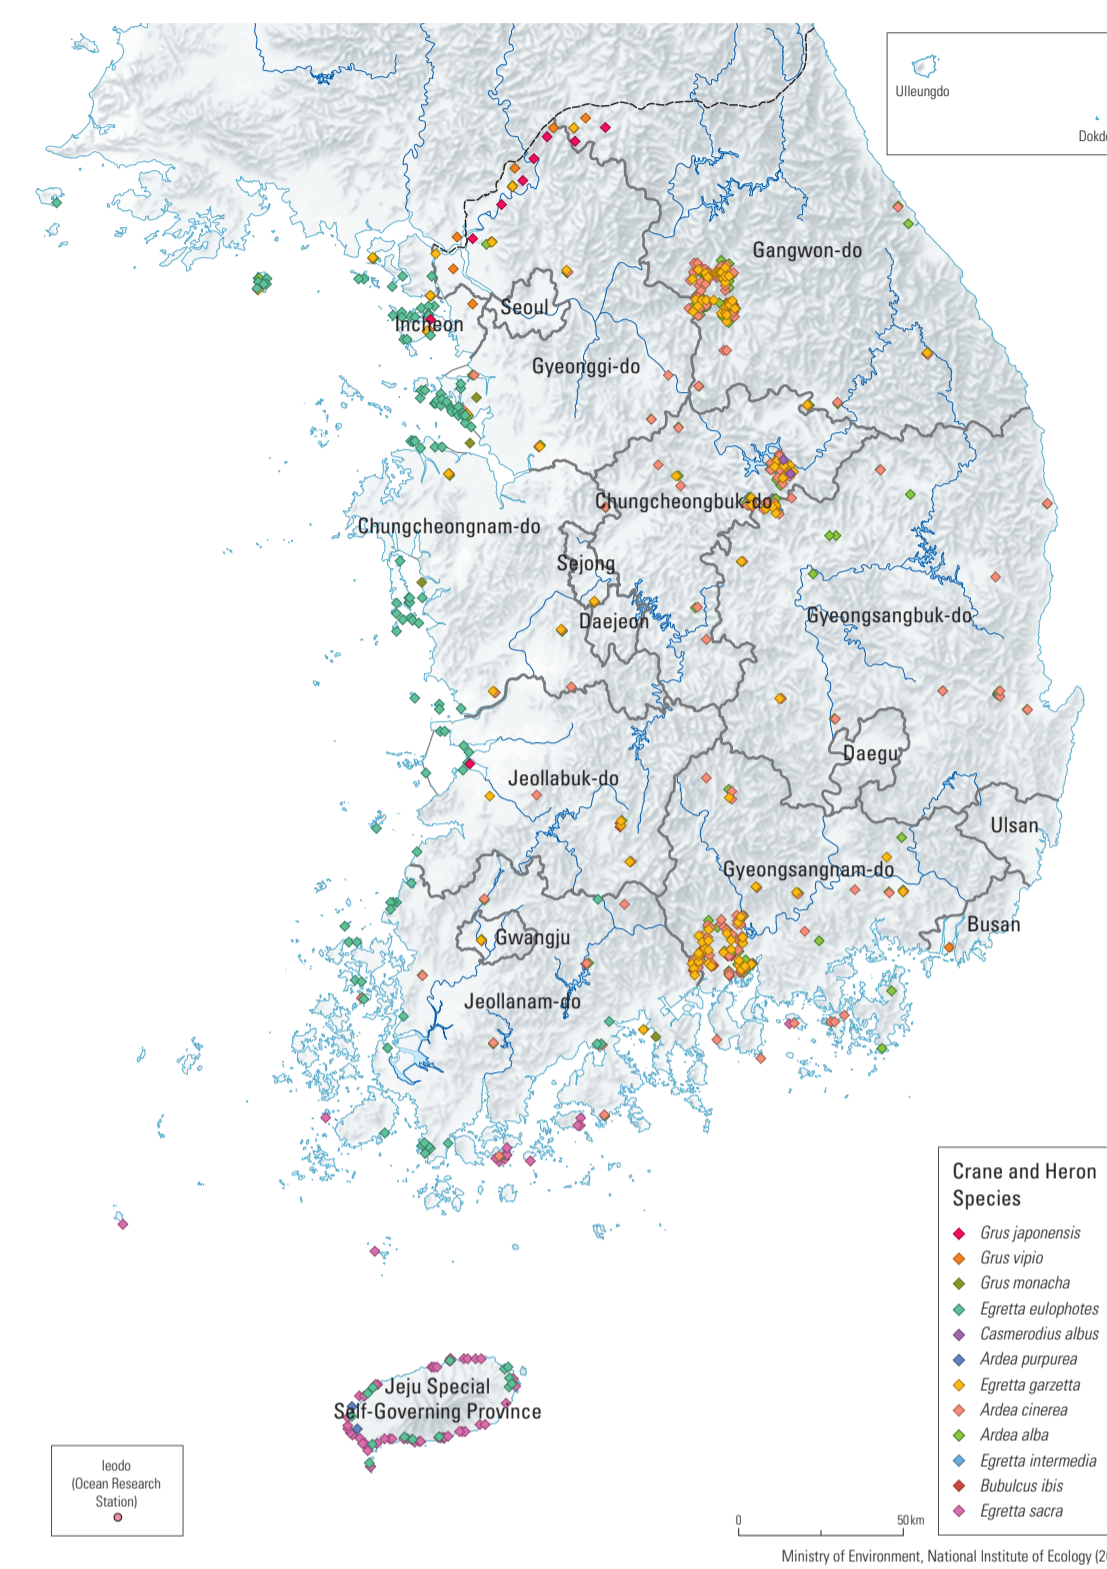 Ulleungdo
Gangwon-do
Seoul
Incheon
Gyeonggi-do
Chungcheongbuk-do
Chungcheongnam-do
Sejong
Gyeongsangbuk-do
Daejeon
Daegu
Jeollabuk-do
Ulsan
Gyeongsangnam-do
Busan
Gwangju
Jeollanam-do
Crane and Heron
Species
Grus japonensis
Grus vipio
Grus monacha
Egretta eulophotes
Casmerodius albus
Ardea purpurea
Egretta garzetta
Ardea cinerea
Ardea alba
Egretta intermedia
Bubulcus ibis
Egretta sacra
Jeju Special
Self-Governing Province
Ieodo
(Ocean Research
Station)
0 50 km
Ministry of Environment, National Institute of Ecology